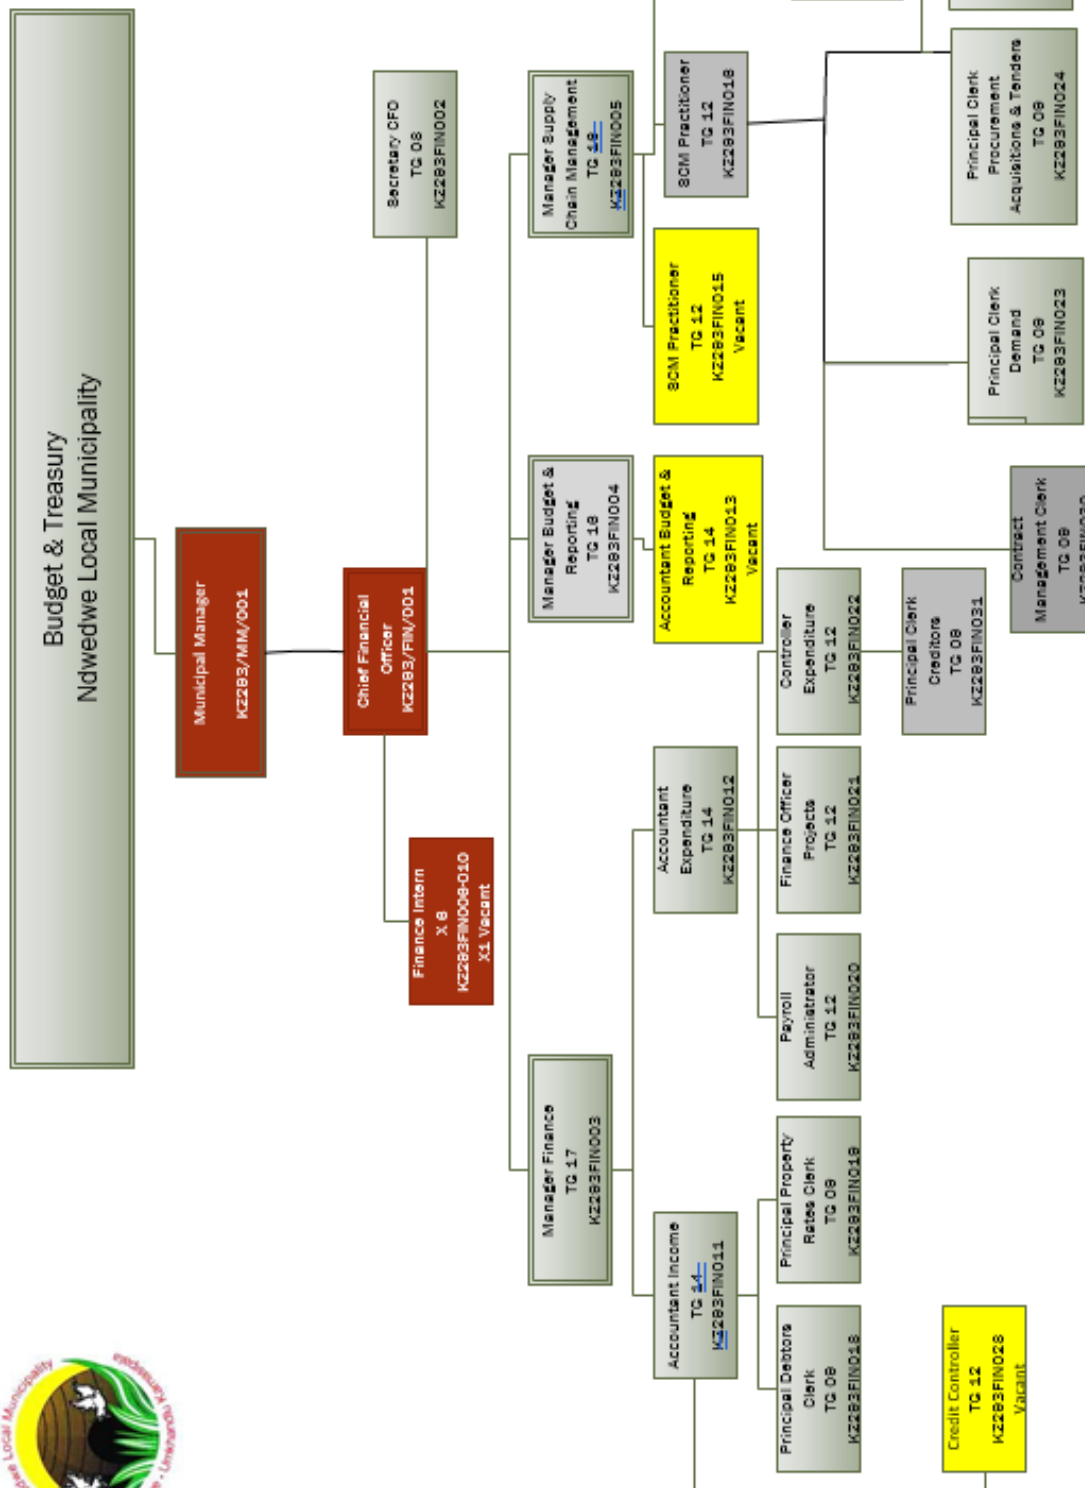 Budget & Treasury
Ndwedwe Local Municipality
Municipal Manager
KZ293/MM/001
Chief Financial
Officer
KZ293/FIN/001
Secretary CFO
TG 08
KZ293FIN002
Finance Intern
KZ293FIN008-010
X1 Vacant
Manager Finance
TG 17
KZ293FIN003
Manager Budget &
Reporting
KZ293FIN004
Manager Supply
Chain Management
KZ293FIN005
Accountant Income
TG 14
KZ293FIN011
Accountant
Expenditure
TG 14
KZ293FIN012
Accountant Budget &
Reporting
TG 14
KZ293FIN013
Vacant
SCM Practitioner
TG 12
KZ293FIN015
Vacant
SCM Practitioner
TG 12
Principal Debtors
Clerk
TG 09
Principal Property
Rates Clerk
TG 09
KZ293FIN019
Payroll
Administrator
TG 12
KZ293FIN020
Finance Officer
Projects
TG 12
KZ293FIN021
Controller
Expenditure
TG 12
KZ293FIN022
Principal Clerk
Creditors
TG 09
KZ293FIN031
Contract
Management Clerk
TG 09
Principal Clerk
Demand
TG 09
KZ293FIN023
Principal Clerk
Procurement
Acquisitions & Tenders
TG 09
KZ293FIN024
Credit Controller
TG 12
KZ293FIN028
Vacant
Local Municipality